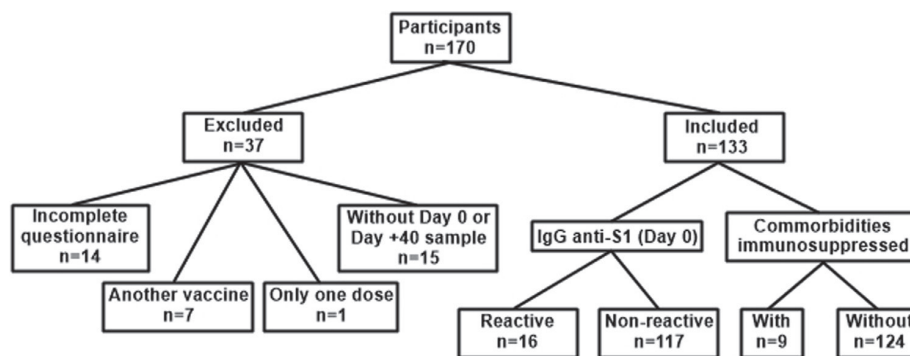 Participants
n=170
Excluded
n=37
Included
n=133
Incomplete
questionnaire
n=14
Without Day 0 or
Day +40 sample
n=15
IgG anti-S1 (Day 0)
Commorbidities
immunosuppressed
Another vaccine
n=7
Only one dose
n=1
Reactive
n=16
Non-reactive
n=117
With
n=9
Without
n=124